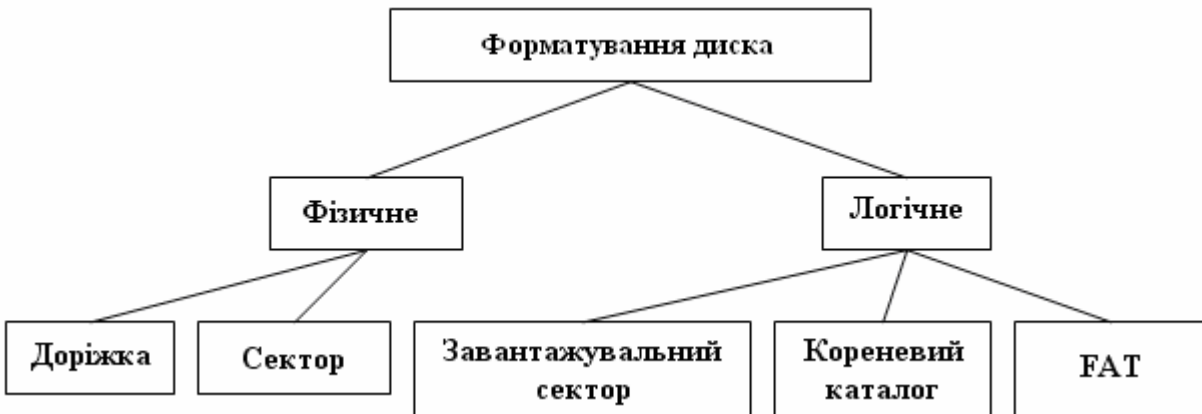 Форматування диска
Фізичне
Логічне
Доріжка
Сектор
Завантажувальний
сектор
Кореневий
каталог
FAT